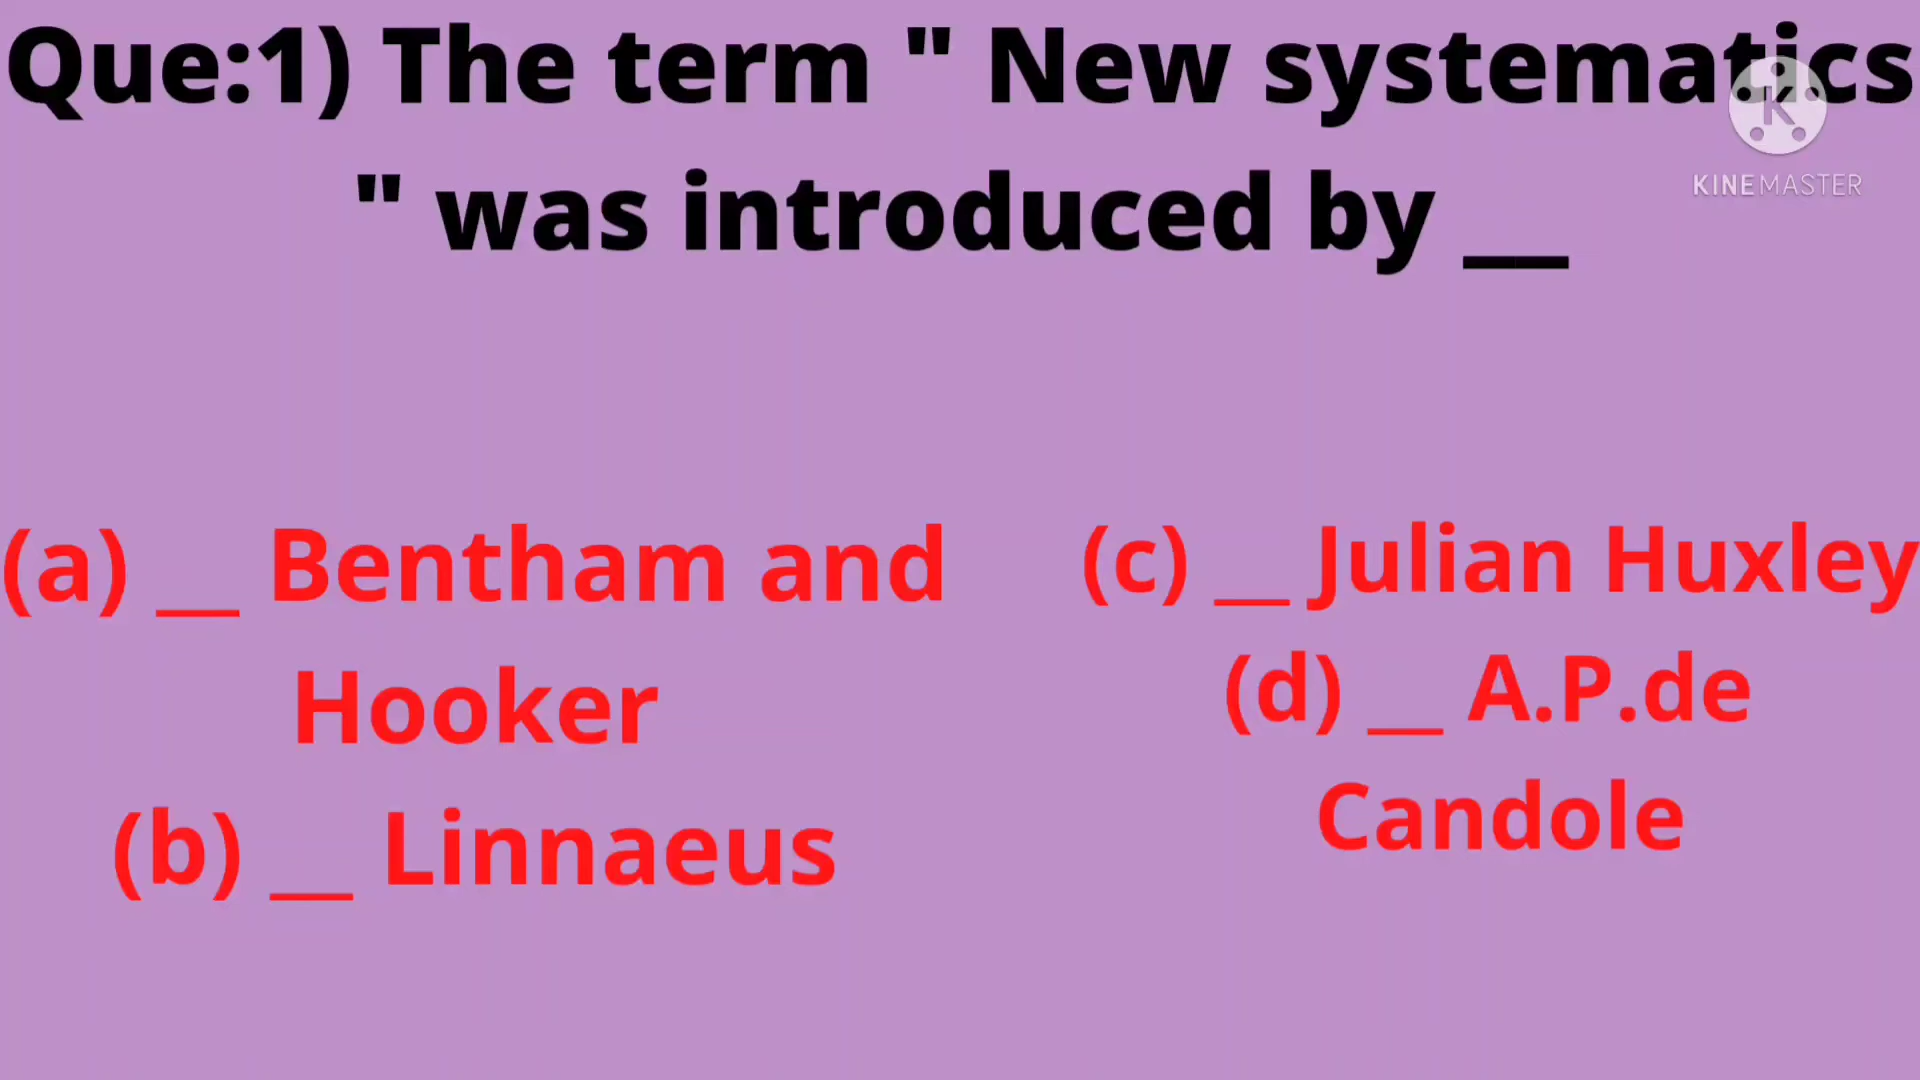 Que:1) The term " New systematics
" was introduced by __
K
KINEMASTER
(a) __ Bentham and
Hooker
(b) __ Linnaeus
(c) __ Julian Huxley
(d) __ A.P.de
Candole